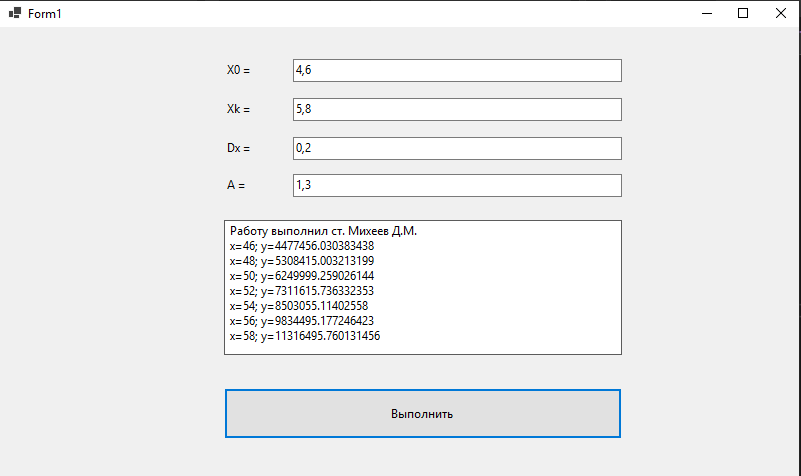 Form1
X0 =
4,6
Xk =
5,8
Dx =
0,2
A =
1,3
Работу выполнил ст. Михеев Д.М.
x=46; y=4477456.030383438
x=48; y=5308415.003213199
x=50; y=6249999.259026144
x=52; y=7311615.736332353
x=54; y=8503055.11402558
x=56; y=9834495.177246423
x=58; y=11316495.760131456
Выполнить